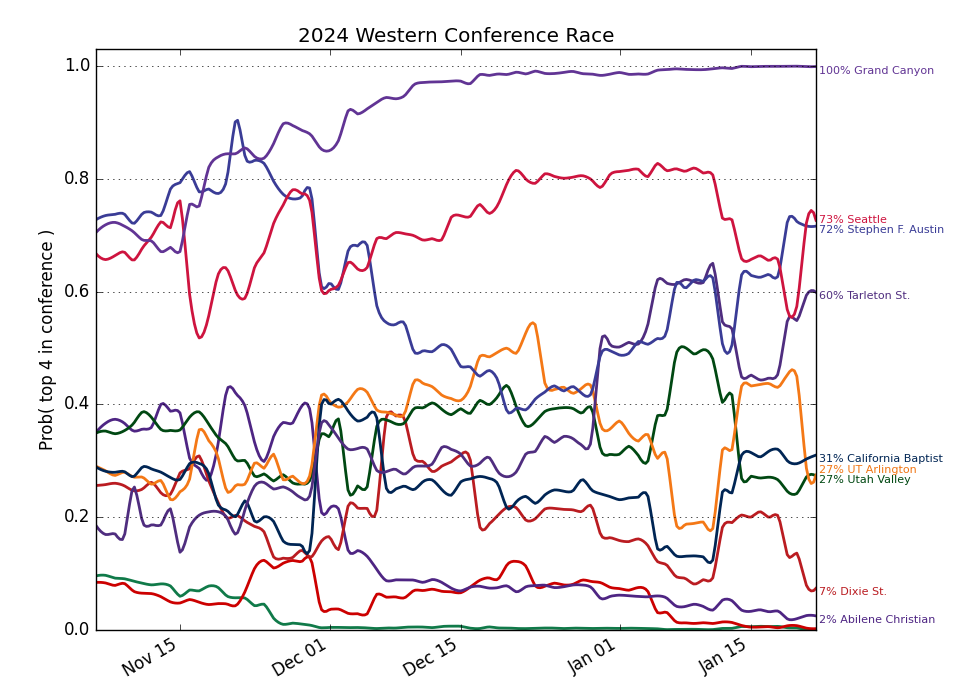 2024 Western Conference Race
Prob( top 4 in conference )
1.0
0.8
0.6
0.4
0.2
0.0
Nov 15
Dec 01
Dec 15
Jan 01
Jan 15
100% Grand Canyon
73% Seattle
72% Stephen F. Austin
60% Tarleton St.
31% California Baptist
27% UT Arlington
27% Utah Valley
7% Dixie St.
2% Abilene Christian